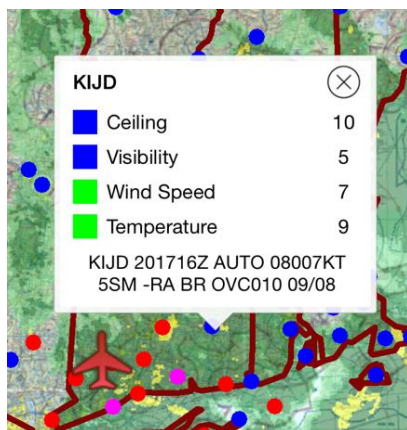 KIJD
Ceiling 10
Visibility 5
Wind Speed 7
Temperature 9
KIJD 201716Z AUTO 08007KT
5SM -RA BR OVC010 09/08